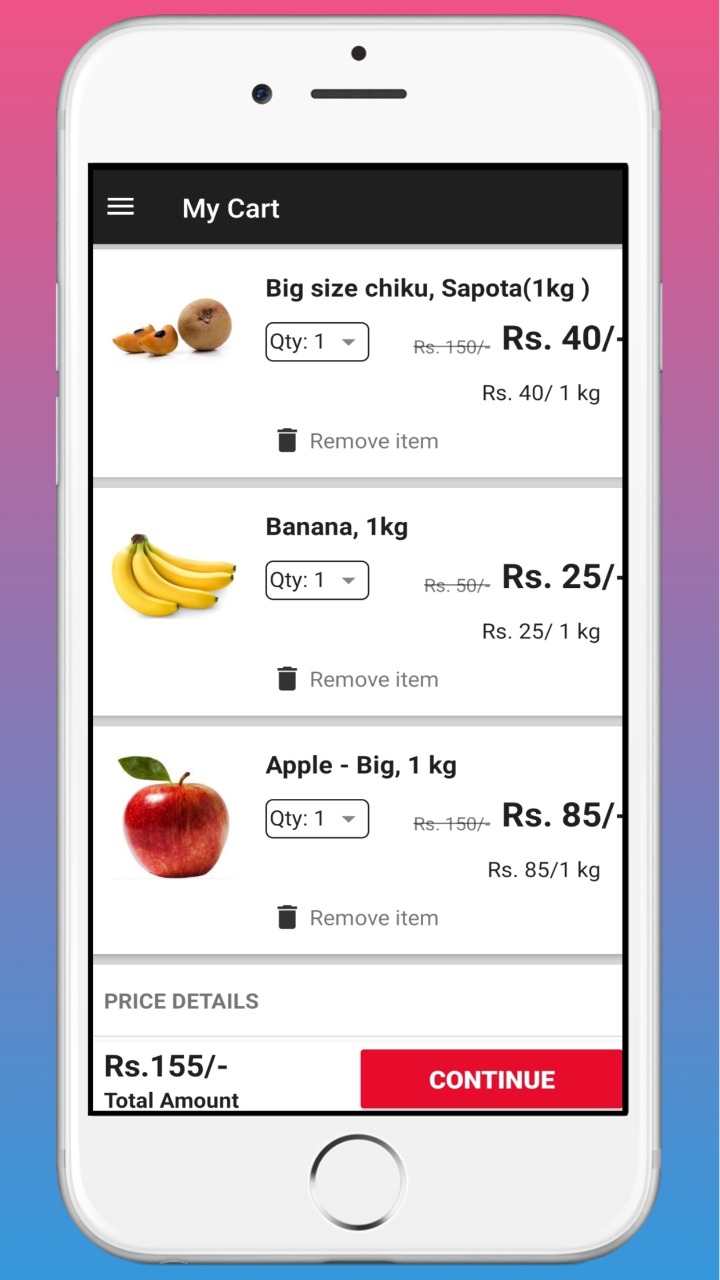 My Cart
Big size chiku, Sapota(1kg )
Qty: 1 Rs. 150/- Rs. 40/-
Rs. 40/ 1 kg
Remove item
Banana, 1kg
Qty: 1 Rs. 50/- Rs. 25/-
Rs. 25/ 1 kg
Remove item
Apple - Big, 1 kg
Qty: 1 Rs. 150/- Rs. 85/-
Rs. 85/1 kg
Remove item
PRICE DETAILS
Rs.155/-
Total Amount
CONTINUE